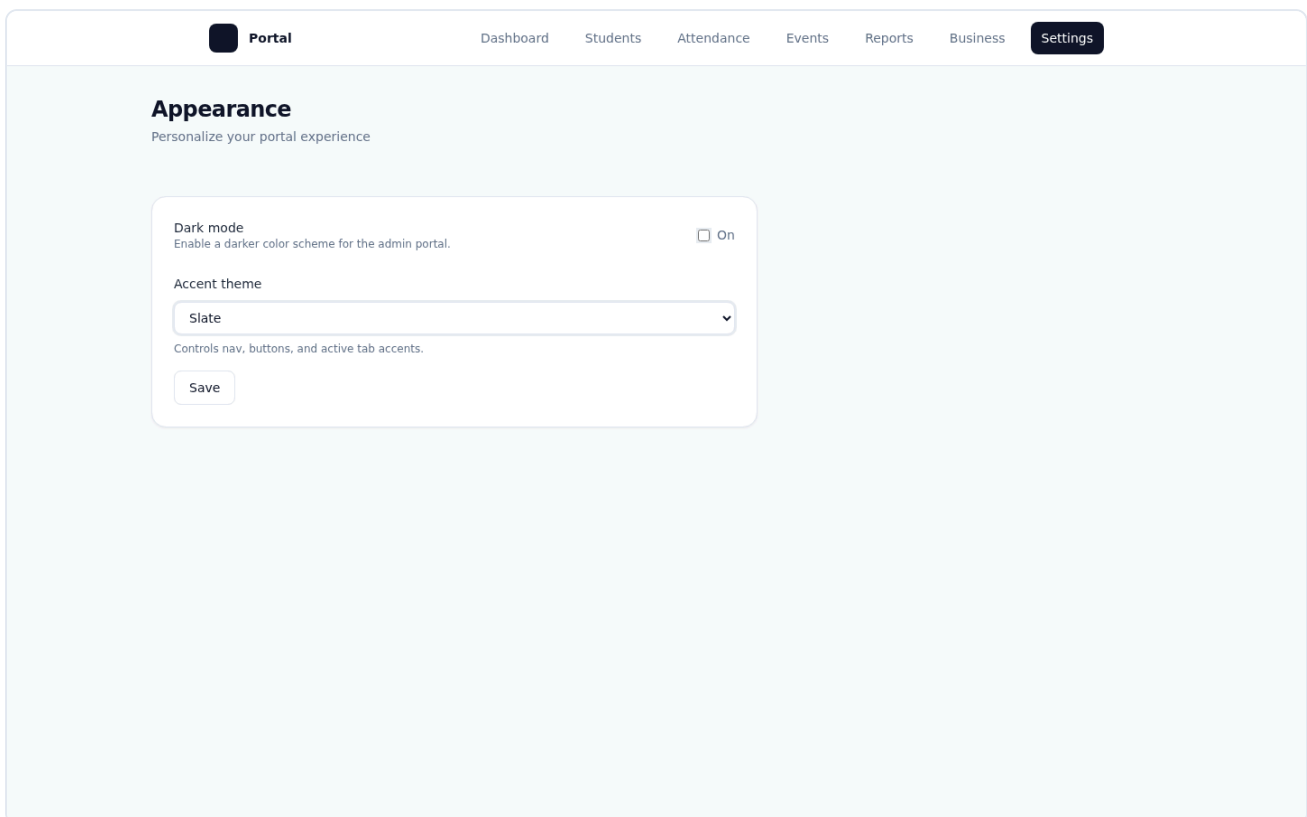 Portal
Dashboard
Students
Attendance
Events
Reports
Business
Settings
Appearance
Personalize your portal experience
Dark mode
Enable a darker color scheme for the admin portal.
On
Accent theme
Slate
Controls nav, buttons, and active tab accents.
Save